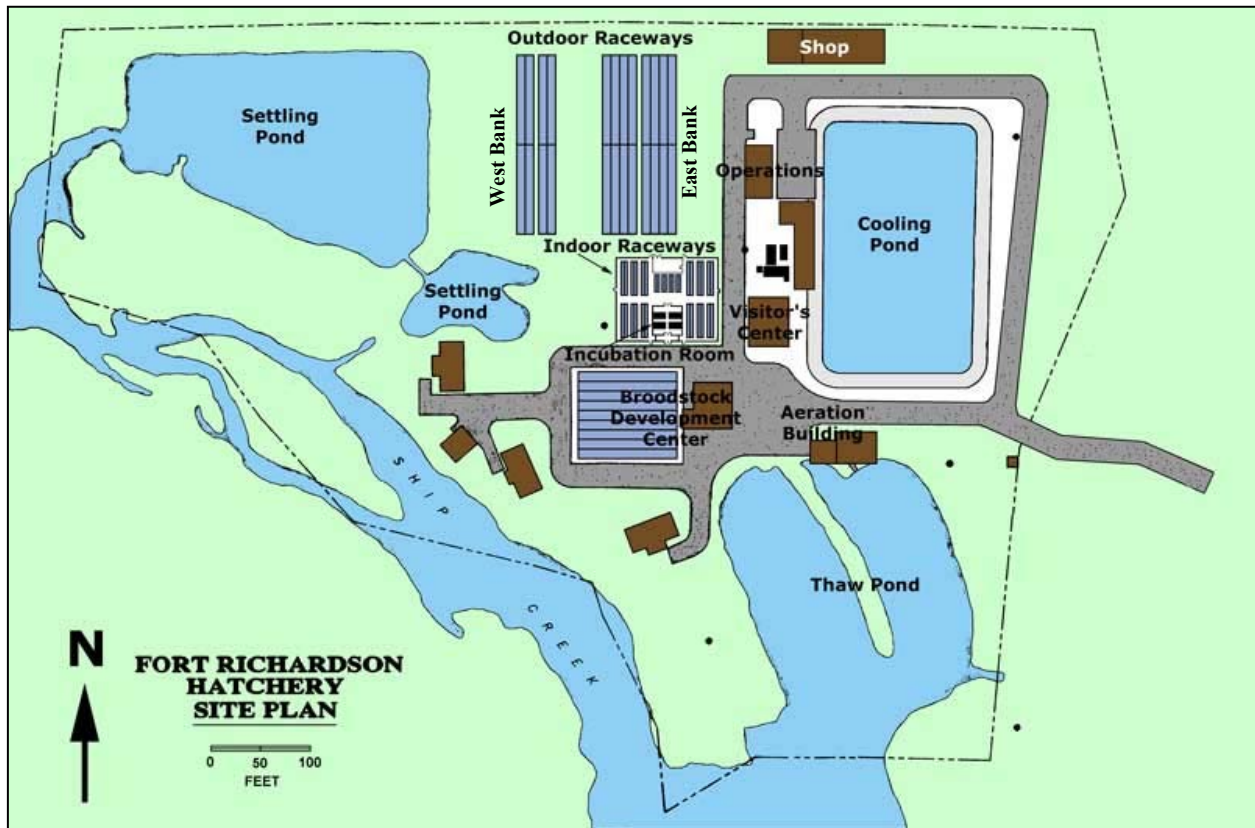 Outdoor Raceways
Shop
Settling
Pond
West Bank
East Bank
Operations
Cooling
Pond
Indoor Raceways
Settling
Pond
Visitor's
Center
Incubation Room
Broodstock
Development
Center
Aeration
Building
SHIP
CREEK
Thaw Pond
N
FORT RICHARDSON
HATCHERY
SITE PLAN
0 50 100
FEET